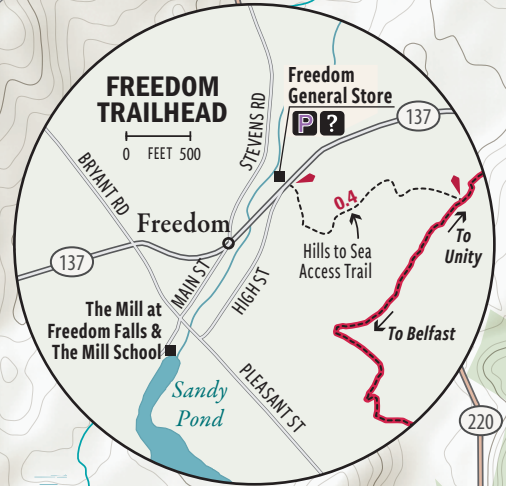 FREEDOM
TRAILHEAD
0 FEET 500
Freedom
General Store
P ?
137
STEVENS RD
BRYANT RD
Freedom
0.4
Hills to Sea
Access Trail
To
Unity
137
MAIN ST
HIGH ST
The Mill at
Freedom Falls &
The Mill School
To Belfast
PLEASANT ST
Sandy
Pond
220